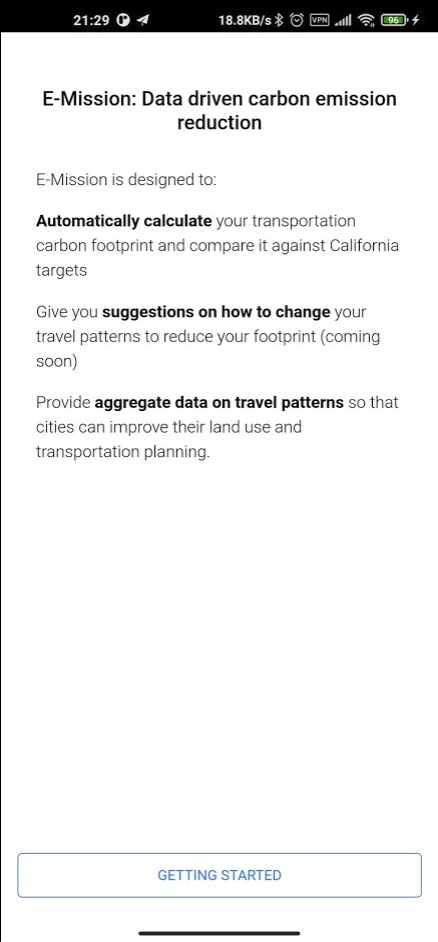 21:29
18.8KB/s
VPN
96
E-Mission: Data driven carbon emission
reduction
E-Mission is designed to:
Automatically calculate your transportation
carbon footprint and compare it against California
targets
Give you suggestions on how to change your
travel patterns to reduce your footprint (coming
soon)
Provide aggregate data on travel patterns so that
cities can improve their land use and
transportation planning.
GETTING STARTED